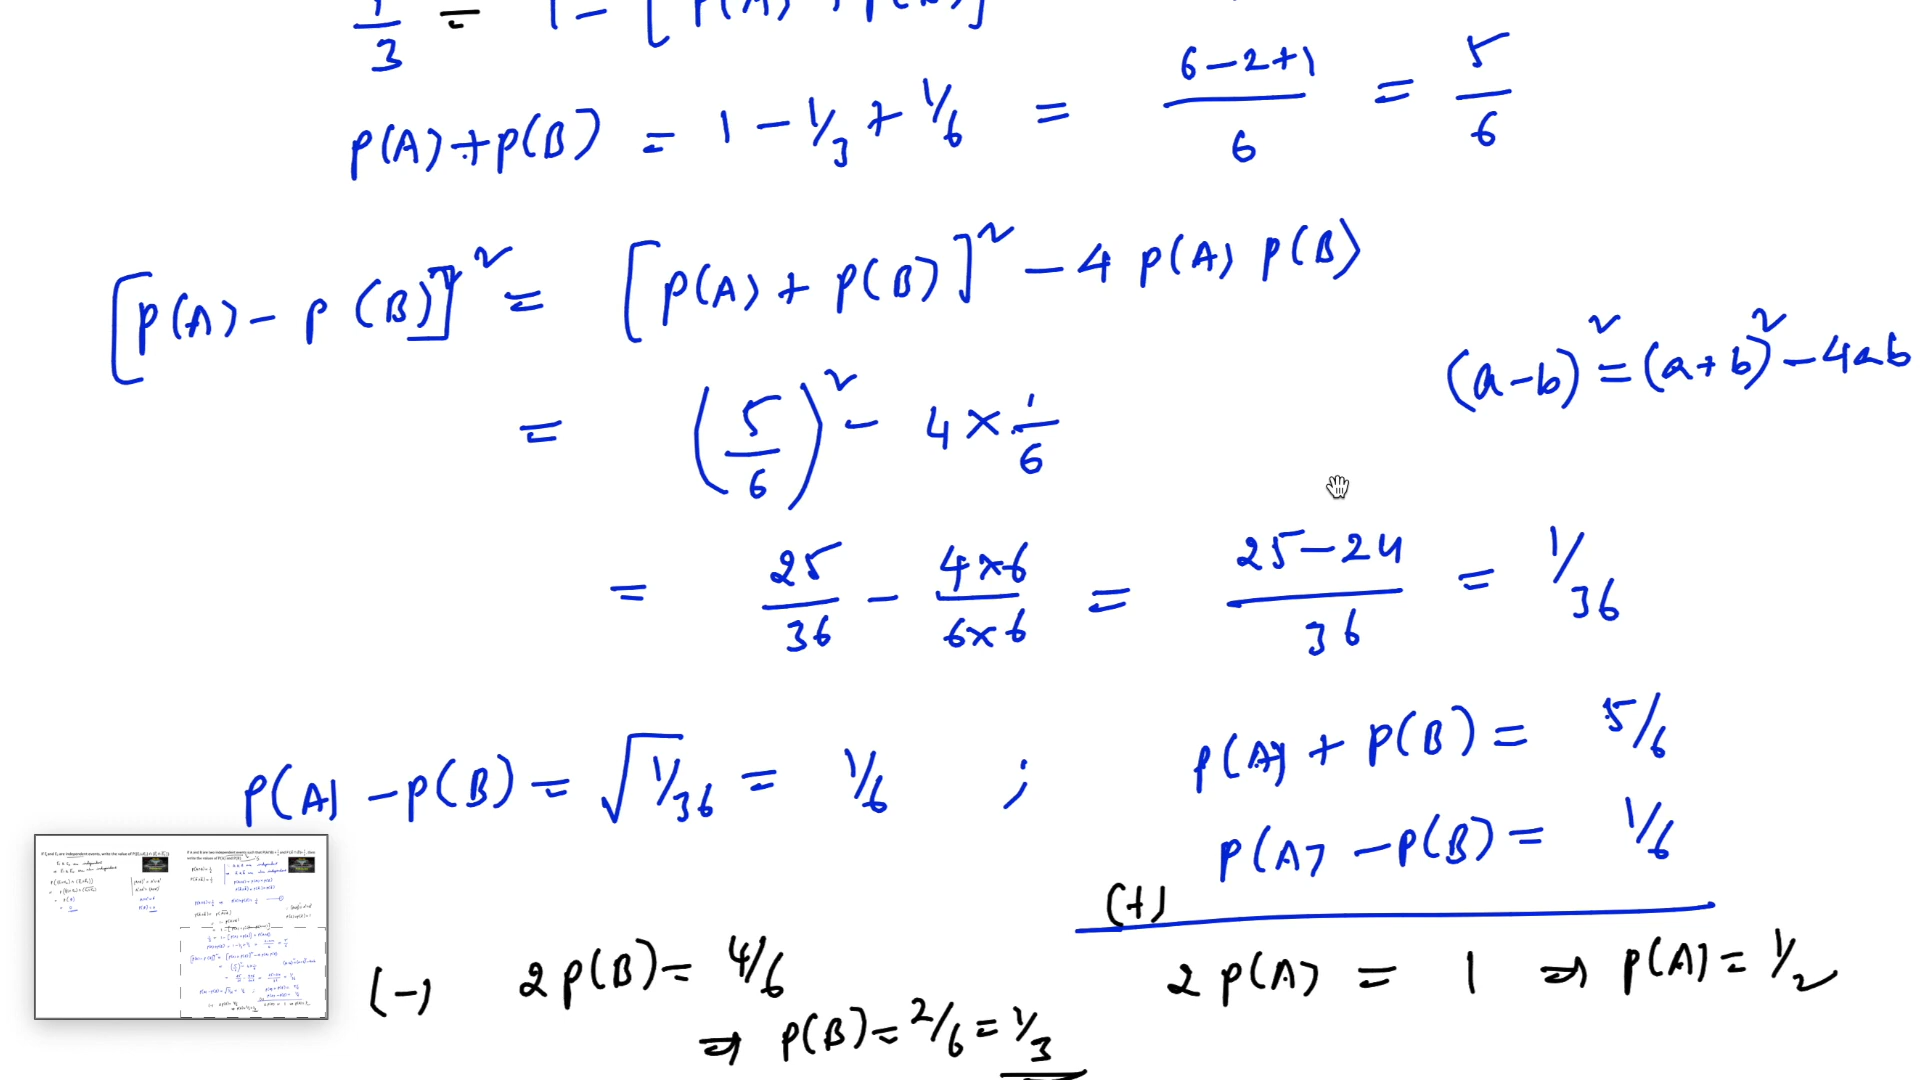 1/3 = 1 - [P(A) + P(B)]
P(A) + P(B) = 1 - 1/3 + 1/6 = (6 - 2 + 1)/6 = 5/6
[P(A) - P(B)]² = [P(A) + P(B)]² - 4 P(A) P(B)
(a-b)² = (a+b)² - 4ab
= (5/6)² - 4 × 1/6
= 25/36 - (4×6)/(6×6) = (25-24)/36 = 1/36
P(A) - P(B) = √1/36 = 1/6 ;
P(A) + P(B) = 5/6
P(A) - P(B) = 1/6
(+)
2 P(A) = 1 ⇒ P(A) = 1/2
(-) 2 P(B) = 4/6
⇒ P(B) = 2/6 = 1/3